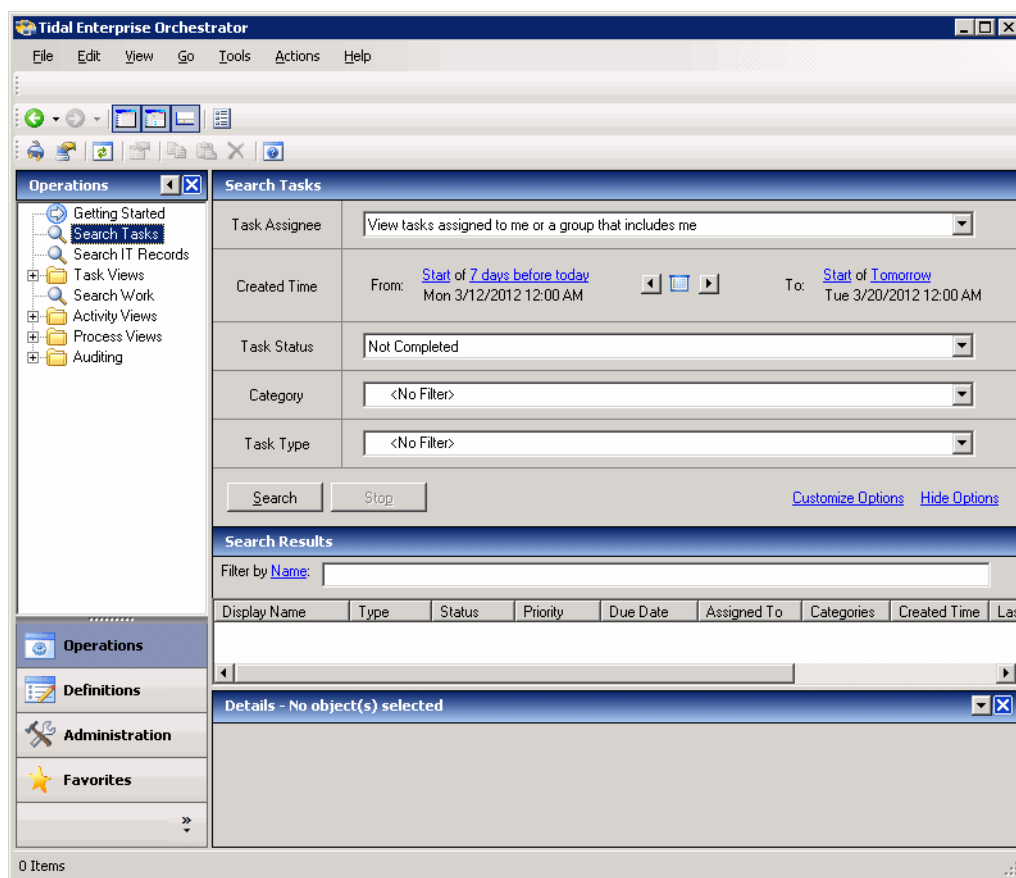 Tidal Enterprise Orchestrator
File Edit View Go Tools Actions Help
Operations
Getting Started
Search Tasks
Search IT Records
Task Views
Search Work
Activity Views
Process Views
Auditing
Operations
Definitions
Administration
Favorites
Search Tasks
Task Assignee View tasks assigned to me or a group that includes me
Created Time From: Start of 7 days before today To: Start of Tomorrow
Mon 3/12/2012 12:00 AM Tue 3/20/2012 12:00 AM
Task Status Not Completed
Category <No Filter>
Task Type <No Filter>
Search Stop Customize Options Hide Options
Search Results
Filter by Name:
Display Name Type Status Priority Due Date Assigned To Categories Created Time Las
Details - No object(s) selected
0 Items